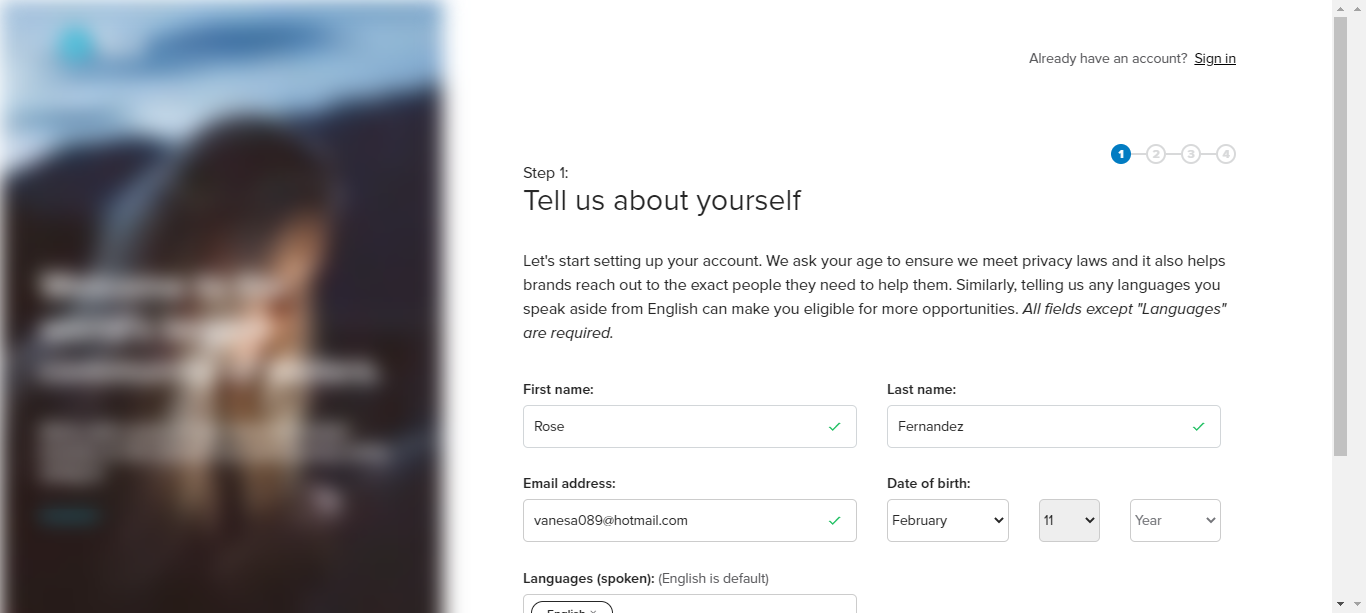 Already have an account? Sign in
1 2 3 4
Step 1:
Tell us about yourself
Let's start setting up your account. We ask your age to ensure we meet privacy laws and it also helps
brands reach out to the exact people they need to help them. Similarly, telling us any languages you
speak aside from English can make you eligible for more opportunities. All fields except "Languages"
are required.
First name: Last name:
Rose Fernandez
Email address: Date of birth:
vanesa089@hotmail.com February 11 Year
Languages (spoken): (English is default)
English ×